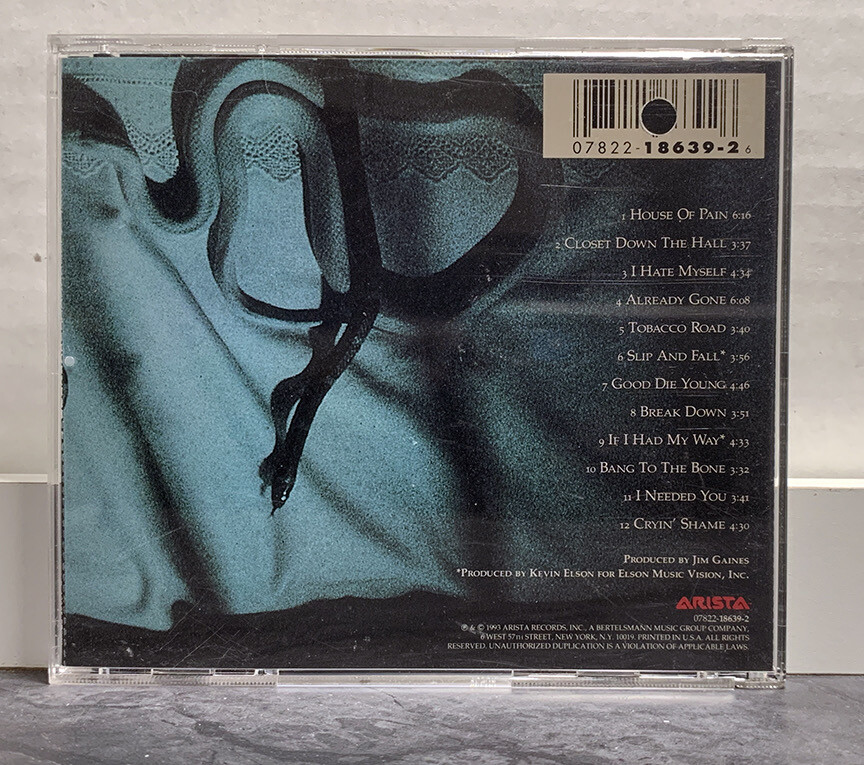 07822-18639-2 6
1 House Of Pain 6:16
2 Closet Down The Hall 3:37
3 I Hate Myself 4:34
4 Already Gone 6:08
5 Tobacco Road 3:40
6 Slip And Fall* 3:56
7 Good Die Young 4:46
8 Break Down 3:51
9 If I Had My Way* 4:33
10 Bang To The Bone 3:32
11 I Needed You 3:41
12 Cryin' Shame 4:30
Produced by Jim Gaines
*Produced by Kevin Elson for Elson Music Vision, Inc.
ARISTA
07822-18639-2
℗ & © 1993 ARISTA RECORDS, INC., A BERTELSMANN MUSIC GROUP COMPANY,
6 WEST 57TH STREET, NEW YORK, N.Y. 10019. PRINTED IN U.S.A. ALL RIGHTS
RESERVED. UNAUTHORIZED DUPLICATION IS A VIOLATION OF APPLICABLE LAWS.